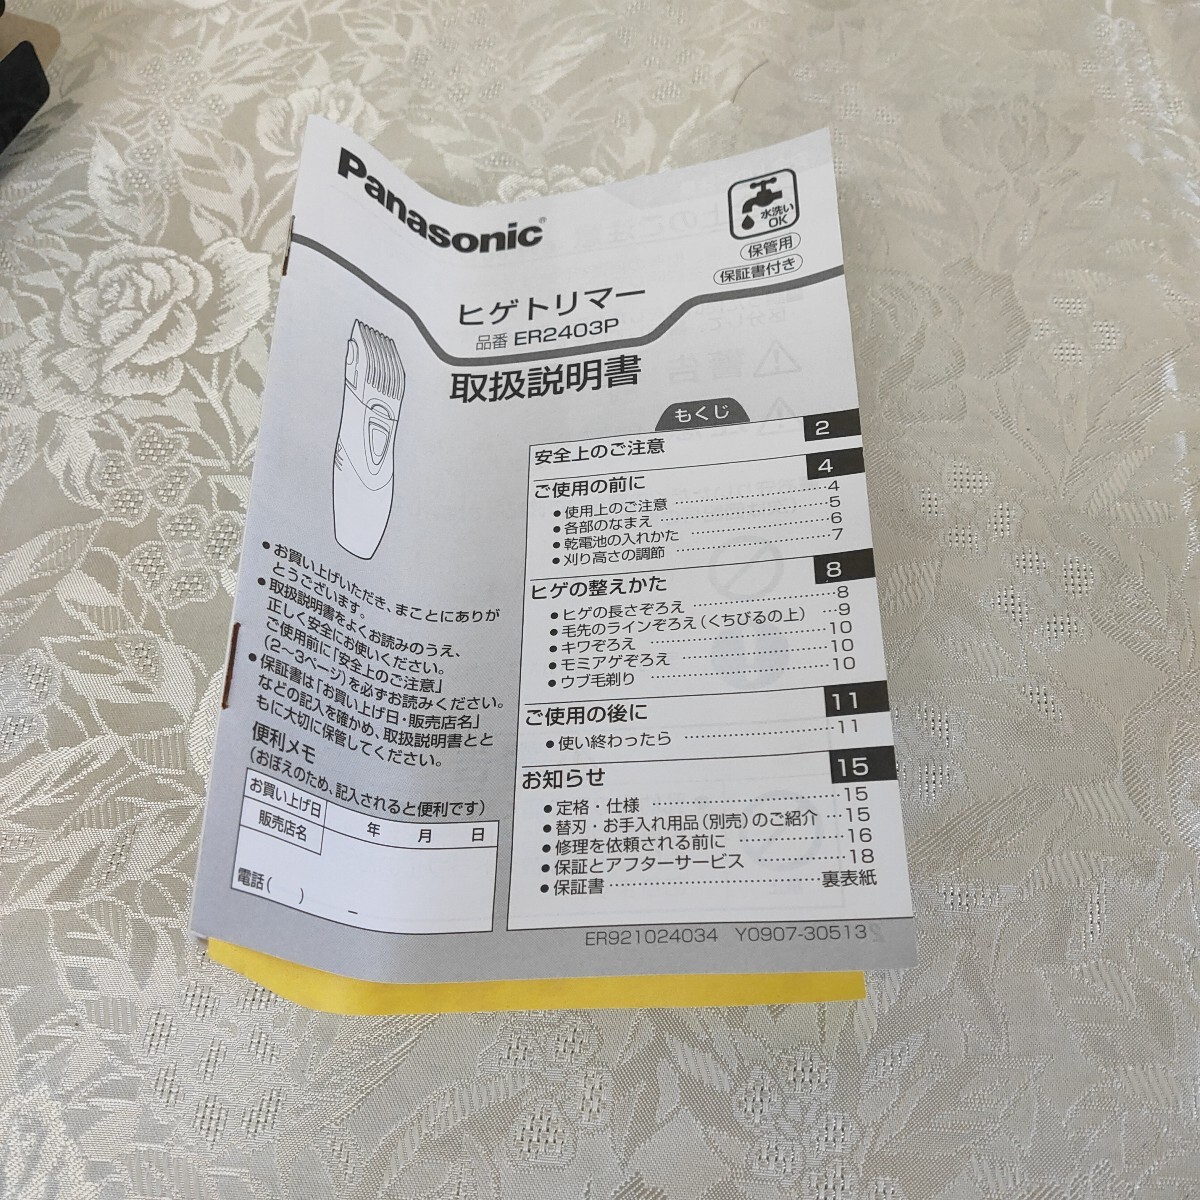 Panasonic®
水洗い
OK
保管用
保証書付き
ヒゲトリマー
品番 ER2403P
取扱説明書
もくじ
安全上のご注意 2
ご使用の前に 4
●使用上のご注意 4
●各部のなまえ 5
●乾電池の入れかた 6
●刈り高さの調節 7
ヒゲの整えかた 8
●ヒゲの長さぞろえ 8
●毛先のラインぞろえ(くちびるの上) 9
●キワぞろえ 10
●モミアゲぞろえ 10
●ウブ毛剃り 10
ご使用の後に 11
●使い終わったら 11
お知らせ 15
●定格・仕様 15
●替刃・お手入れ用品(別売)のご紹介 15
●修理を依頼される前に 16
●保証とアフターサービス 18
●保証書 裏表紙
●お買い上げいただき、まことにありが
とうございます。
●取扱説明書をよくお読みのうえ、
正しく安全にお使いください。
ご使用前に「安全上のご注意」
(2〜3ページ)を必ずお読みください。
●保証書は「お買い上げ日・販売店名」
などの記入を確かめ、取扱説明書とと
もに大切に保管してください。
便利メモ
(おぼえのため、記入されると便利です)
お買い上げ日 年 月 日
販売店名
電話( ) −
ER921024034 Y0907-30513